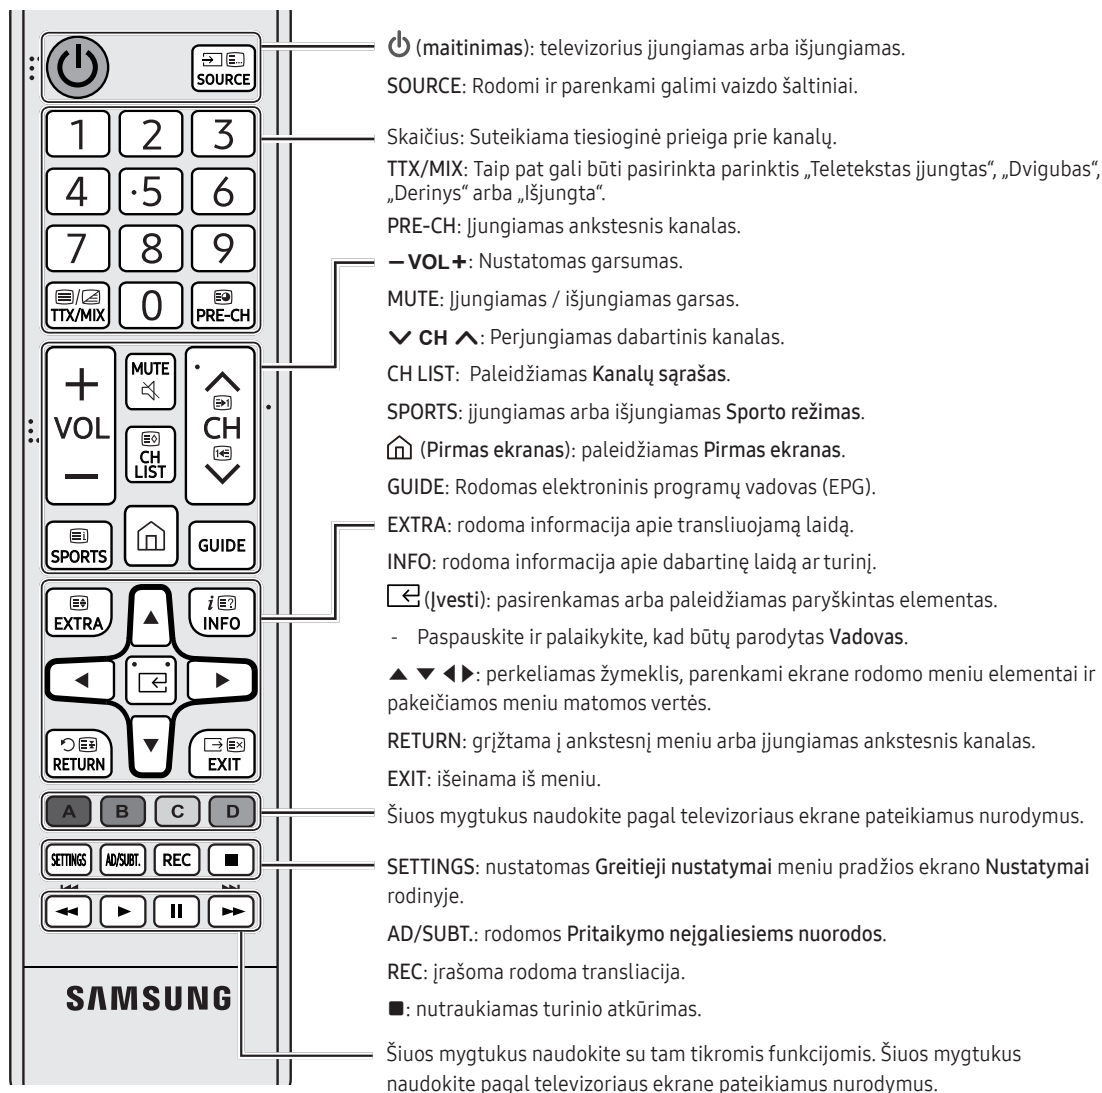 SOURCE
1 2 3
4 ·5 6
7 8 9
TTX/MIX 0 PRE-CH
+ VOL —
MUTE
CH
CH LIST
SPORTS
GUIDE
EXTRA
i INFO
RETURN
EXIT
A B C D
SETTINGS AD/SUBT. REC
SAMSUNG
(maitinimas): televizorius įjungiamas arba išjungiamas.
SOURCE: Rodomi ir parenkami galimi vaizdo šaltiniai.
Skaičius: Suteikiama tiesioginė prieiga prie kanalų.
TTX/MIX: Taip pat gali būti pasirinkta parinktis „Teletekstas įjungtas“, „Dvigubas“,
„Derinys“ arba „Išjungta“.
PRE-CH: Įjungiamas ankstesnis kanalas.
— VOL +: Nustatomas garsumas.
MUTE: Įjungiamas / išjungiamas garsas.
CH : Perjungiamas dabartinis kanalas.
CH LIST: Paleidžiamas Kanalų sąrašas.
SPORTS: įjungiamas arba išjungiamas Sporto režimas.
(Pirmas ekranas): paleidžiamas Pirmas ekranas.
GUIDE: Rodomas elektroninis programų vadovas (EPG).
EXTRA: rodoma informacija apie transliuojamą laidą.
INFO: rodoma informacija apie dabartinę laidą ar turinį.
(Įvesti): pasirenkamas arba paleidžiamas paryškintas elementas.
- Paspauskite ir palaikykite, kad būtų parodytas Vadovas.
▲ ▼ ◀ ▶: perkeliamas žymeklis, parenkami ekrane rodomo meniu elementai ir
pakeičiamos meniu matomos vertės.
RETURN: grįžtama į ankstesnį meniu arba įjungiamas ankstesnis kanalas.
EXIT: išeinama iš meniu.
Šiuos mygtukus naudokite pagal televizoriaus ekrane pateikiamus nurodymus.
SETTINGS: nustatomas Greitieji nustatymai meniu pradžios ekrano Nustatymai
rodinyje.
AD/SUBT.: rodomos Pritaikymo neįgaliesiems nuorodos.
REC: įrašoma rodoma transliacija.
■: nutraukiamas turinio atkūrimas.
Šiuos mygtukus naudokite su tam tikromis funkcijomis. Šiuos mygtukus
naudokite pagal televizoriaus ekrane pateikiamus nurodymus.